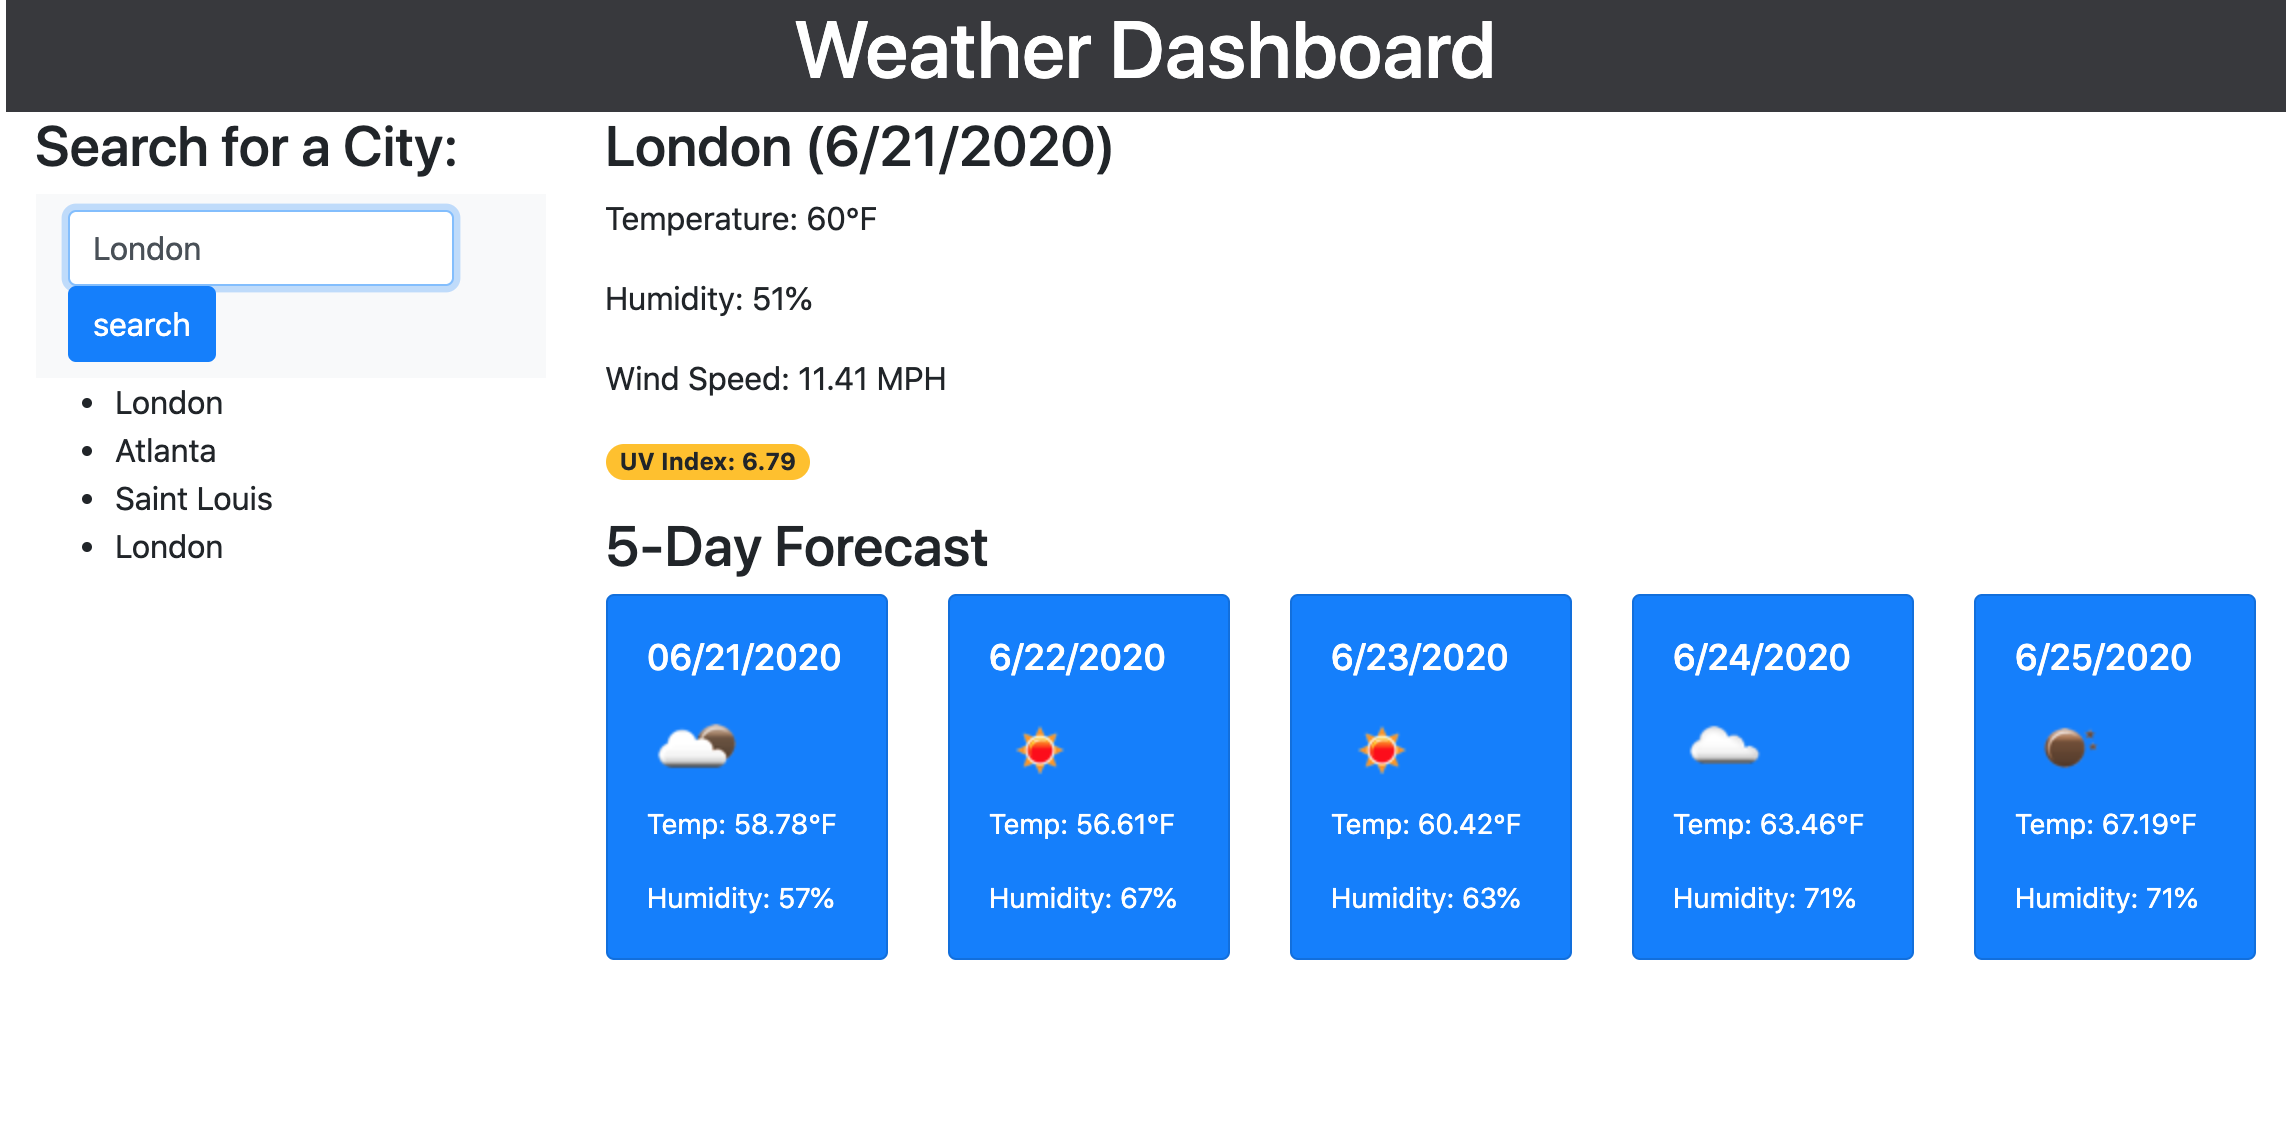 Weather Dashboard
Search for a City:
London
search
• London
• Atlanta
• Saint Louis
• London
London (6/21/2020)
Temperature: 60°F
Humidity: 51%
Wind Speed: 11.41 MPH
UV Index: 6.79
5-Day Forecast
06/21/2020
Temp: 58.78°F
Humidity: 57%
6/22/2020
Temp: 56.61°F
Humidity: 67%
6/23/2020
Temp: 60.42°F
Humidity: 63%
6/24/2020
Temp: 63.46°F
Humidity: 71%
6/25/2020
Temp: 67.19°F
Humidity: 71%